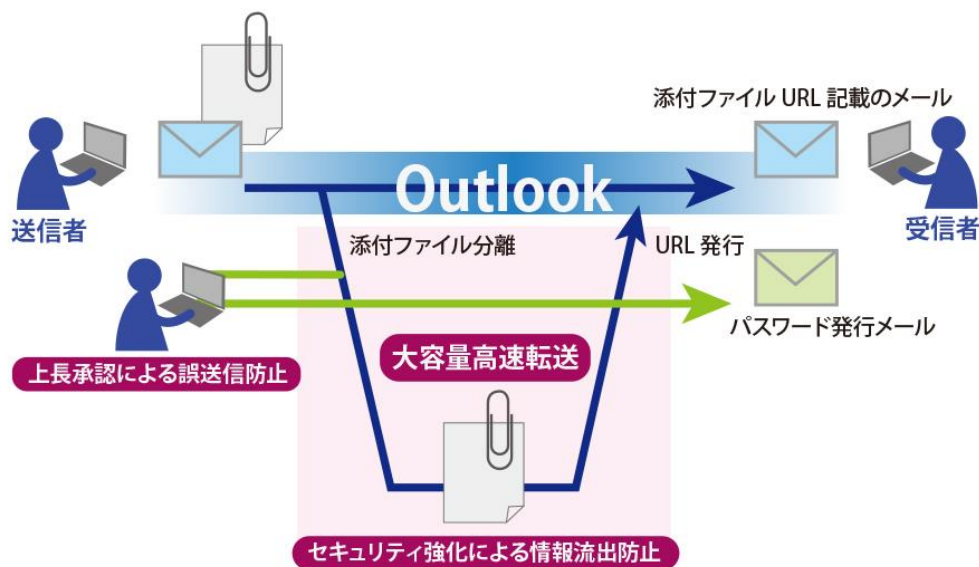 添付ファイル URL 記載のメール
Outlook
送信者
受信者
添付ファイル分離
URL 発行
パスワード発行メール
大容量高速転送
上長承認による誤送信防止
セキュリティ強化による情報流出防止